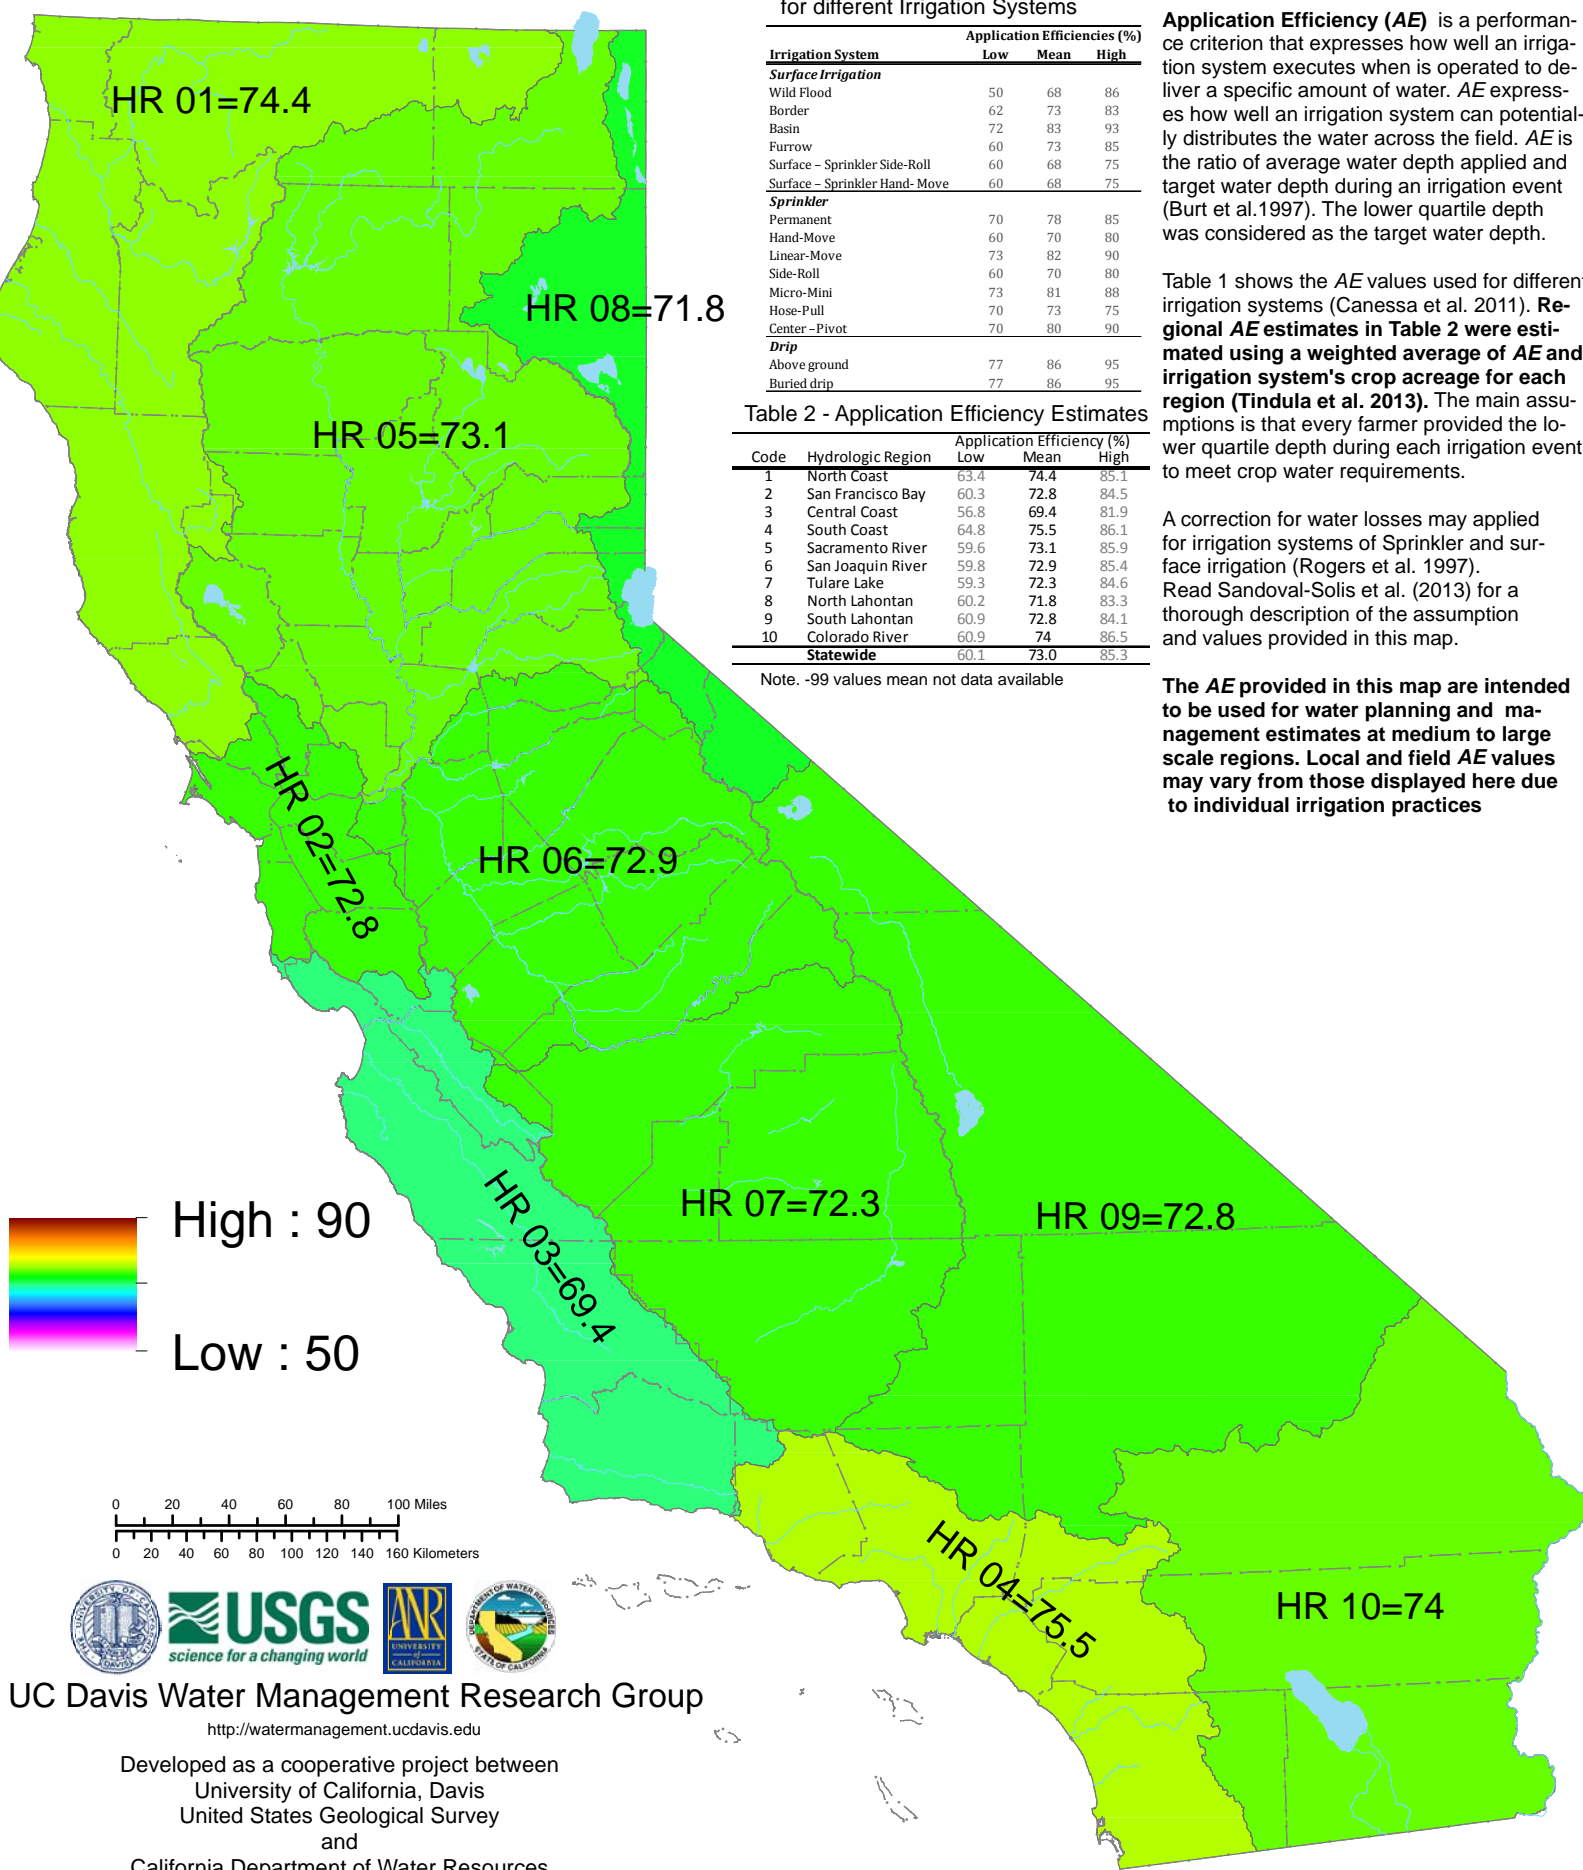 for different Irrigation Systems
Application Efficiencies (%)
Irrigation System Low Mean High
Surface Irrigation
Wild Flood 50 68 86
Border 62 73 83
Basin 72 83 93
Furrow 60 73 85
Surface – Sprinkler Side-Roll 60 68 75
Surface – Sprinkler Hand- Move 60 68 75
Sprinkler
Permanent 70 78 85
Hand-Move 60 70 80
Linear-Move 73 82 90
Side-Roll 60 70 80
Micro-Mini 73 81 88
Hose-Pull 70 73 75
Center –Pivot 70 80 90
Drip
Above ground 77 86 95
Buried drip 77 86 95
Table 2 - Application Efficiency Estimates
Application Efficiency (%)
Code Hydrologic Region Low Mean High
1 North Coast 63.4 74.4 85.1
2 San Francisco Bay 60.3 72.8 84.5
3 Central Coast 56.8 69.4 81.9
4 South Coast 64.8 75.5 86.1
5 Sacramento River 59.6 73.1 85.9
6 San Joaquin River 59.8 72.9 85.4
7 Tulare Lake 59.3 72.3 84.6
8 North Lahontan 60.2 71.8 83.3
9 South Lahontan 60.9 72.8 84.1
10 Colorado River 60.9 74 86.5
Statewide 60.1 73.0 85.3
Note. -99 values mean not data available
Application Efficiency (AE) is a performan-
ce criterion that expresses how well an irriga-
tion system executes when is operated to de-
liver a specific amount of water. AE express-
es how well an irrigation system can potential-
ly distributes the water across the field. AE is
the ratio of average water depth applied and
target water depth during an irrigation event
(Burt et al.1997). The lower quartile depth
was considered as the target water depth.
Table 1 shows the AE values used for different
irrigation systems (Canessa et al. 2011). Re-
gional AE estimates in Table 2 were esti-
mated using a weighted average of AE and
irrigation system's crop acreage for each
region (Tindula et al. 2013). The main assu-
mptions is that every farmer provided the lo-
wer quartile depth during each irrigation event
to meet crop water requirements.
A correction for water losses may applied
for irrigation systems of Sprinkler and sur-
face irrigation (Rogers et al. 1997).
Read Sandoval-Solis et al. (2013) for a
thorough description of the assumption
and values provided in this map.
The AE provided in this map are intended
to be used for water planning and ma-
nagement estimates at medium to large
scale regions. Local and field AE values
may vary from those displayed here due
to individual irrigation practices
HR 01=74.4
HR 08=71.8
HR 05=73.1
HR 02=72.8
HR 06=72.9
HR 03=69.4
HR 07=72.3
HR 09=72.8
HR 04=75.5
HR 10=74
High : 90
Low : 50
0 20 40 60 80 100 Miles
0 20 40 60 80 100 120 140 160 Kilometers
THE UNIVERSITY OF CALIFORNIA
DAVIS
USGS
science for a changing world
ANR
UNIVERSITY
of
CALIFORNIA
DEPARTMENT OF WATER RESOURCES
STATE OF CALIFORNIA
UC Davis Water Management Research Group
http://watermanagement.ucdavis.edu
Developed as a cooperative project between
University of California, Davis
United States Geological Survey
and
California Department of Water Resources